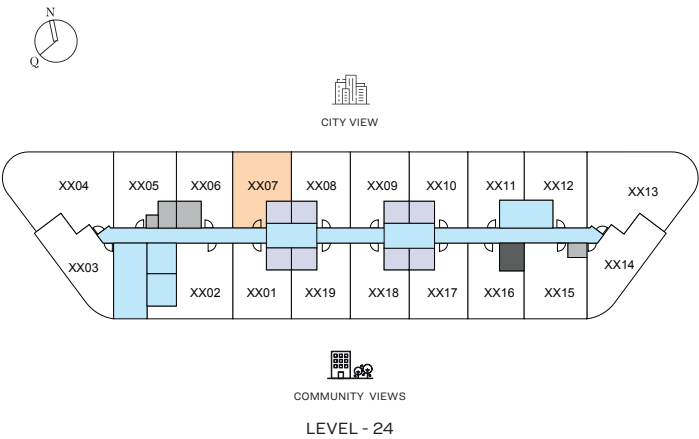 N
Q
CITY VIEW
XX04 XX05 XX06 XX07 XX08 XX09 XX10 XX11 XX12 XX13
XX03 XX14
XX02 XX01 XX19 XX18 XX17 XX16 XX15
COMMUNITY VIEWS
LEVEL - 24